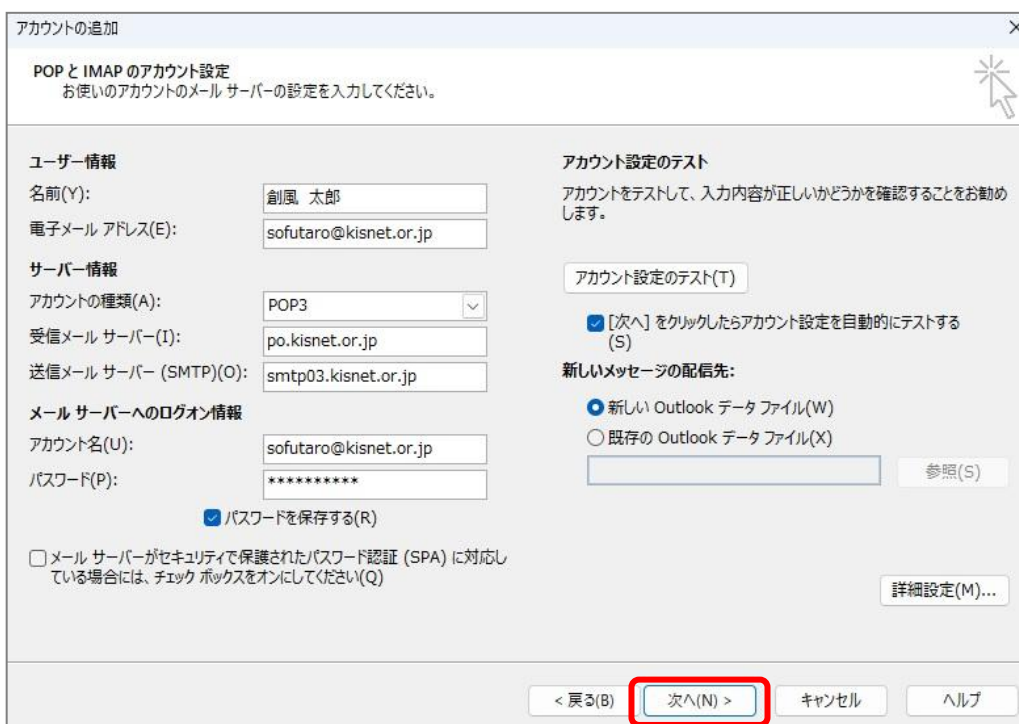 アカウントの追加
POP と IMAP のアカウント設定
お使いのアカウントのメール サーバーの設定を入力してください。
ユーザー情報
名前(Y):
創風 太郎
電子メール アドレス(E):
sofutaro@kisnet.or.jp
サーバー情報
アカウントの種類(A):
POP3
受信メール サーバー(I):
po.kisnet.or.jp
送信メール サーバー (SMTP)(O):
smtp03.kisnet.or.jp
メール サーバーへのログオン情報
アカウント名(U):
sofutaro@kisnet.or.jp
パスワード(P):
**********
パスワードを保存する(R)
メール サーバーがセキュリティで保護されたパスワード認証 (SPA) に対応し
ている場合には、チェック ボックスをオンにしてください(Q)
アカウント設定のテスト
アカウントをテストして、入力内容が正しいかどうかを確認することをお勧め
します。
アカウント設定のテスト(T)
[次へ] をクリックしたらアカウント設定を自動的にテストする
(S)
新しいメッセージの配信先:
新しい Outlook データ ファイル(W)
既存の Outlook データ ファイル(X)
参照(S)
詳細設定(M)...
< 戻る(B)
次へ(N) >
キャンセル
ヘルプ